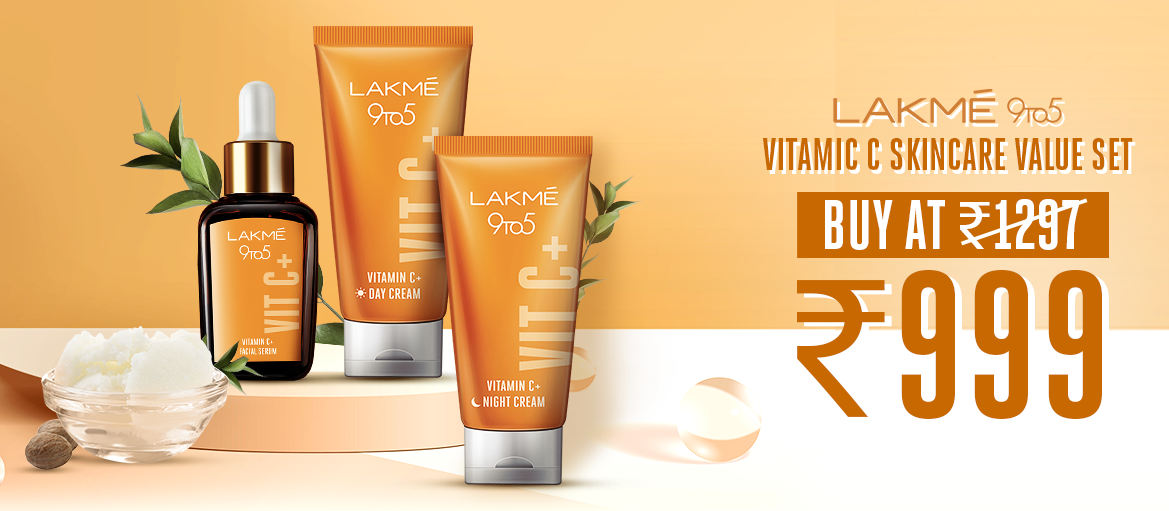 LAKMÉ
9TO5
VIT C+
VITAMIN C+
FACIAL SERUM
LAKMÉ
9TO5
VIT C+
VITAMIN C+
DAY CREAM
LAKMÉ
9TO5
VIT C+
VITAMIN C+
NIGHT CREAM
LAKMÉ 9TO5
VITAMIC C SKINCARE VALUE SET
BUY AT ₹1297
₹999